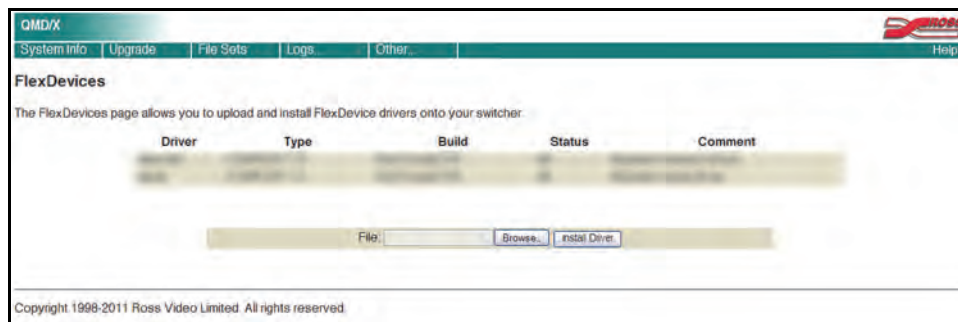 QMD/X
ROSS
System Info Upgrade File Sets Logs... Other... Help
FlexDevices
The FlexDevices page allows you to upload and install FlexDevice drivers onto your switcher
Driver Type Build Status Comment
File: Browse.. Install Driver
Copyright 1998-2011 Ross Video Limited. All rights reserved.